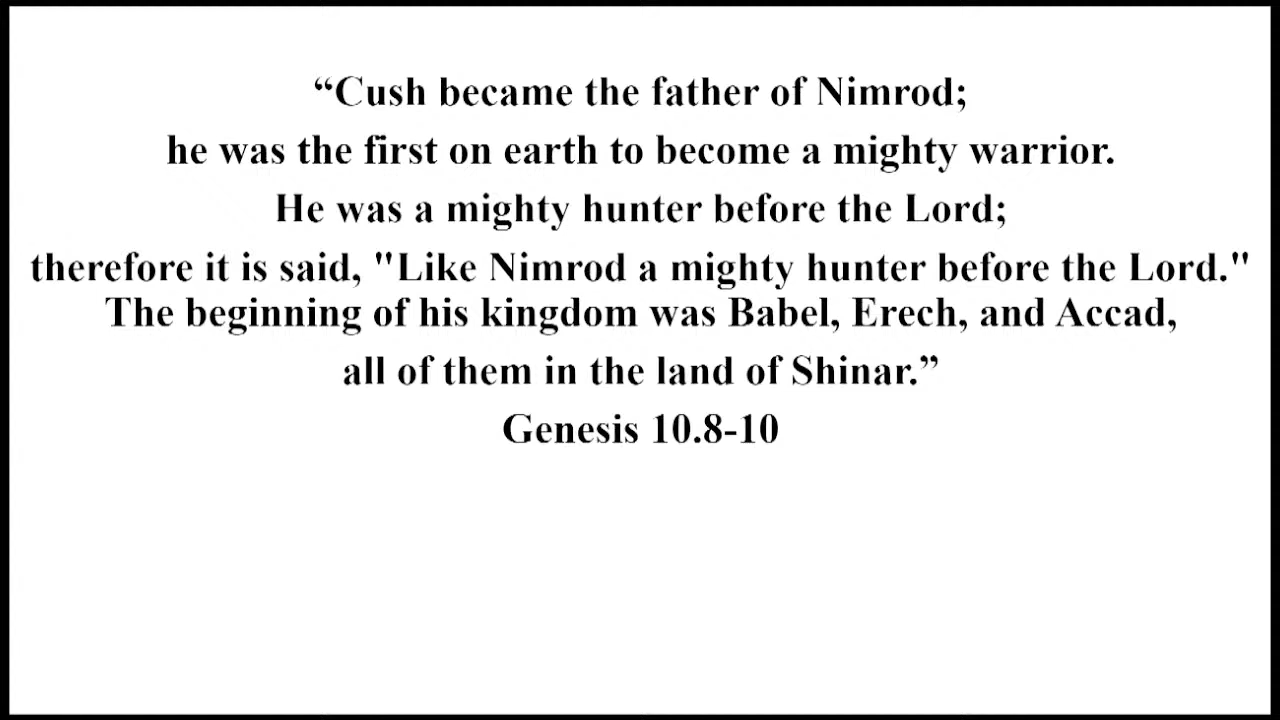 “Cush became the father of Nimrod;
he was the first on earth to become a mighty warrior.
He was a mighty hunter before the Lord;
therefore it is said, "Like Nimrod a mighty hunter before the Lord."
The beginning of his kingdom was Babel, Erech, and Accad,
all of them in the land of Shinar.”
Genesis 10.8-10